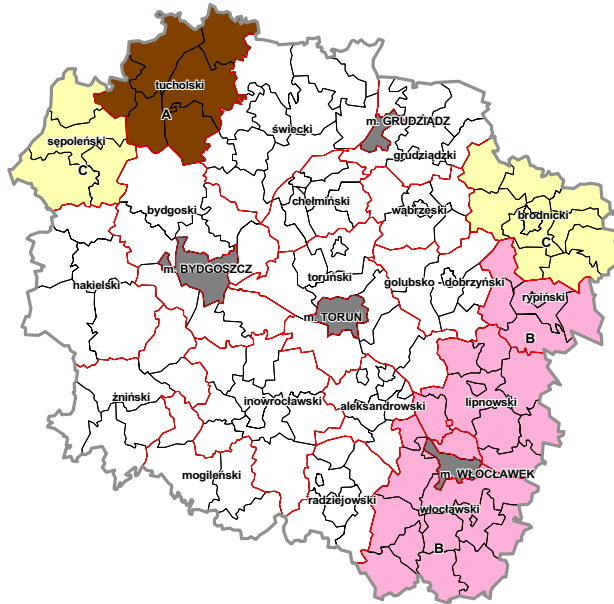 tucholski
A
m. GRUDZIĄDZ
świecki
sępoleński
grudziądzki
C
chełmiński
bydgoski
wąbrzeski
brodnicki
C
m. BYDGOSZCZ
toruński
nakielski
golubsko - dobrzyński
rypiński
m. TORUŃ
B
żniński
inowrocławski
aleksandrowski
lipnowski
mogileński
m. WŁOCŁAWEK
radziejowski
włocławski
B